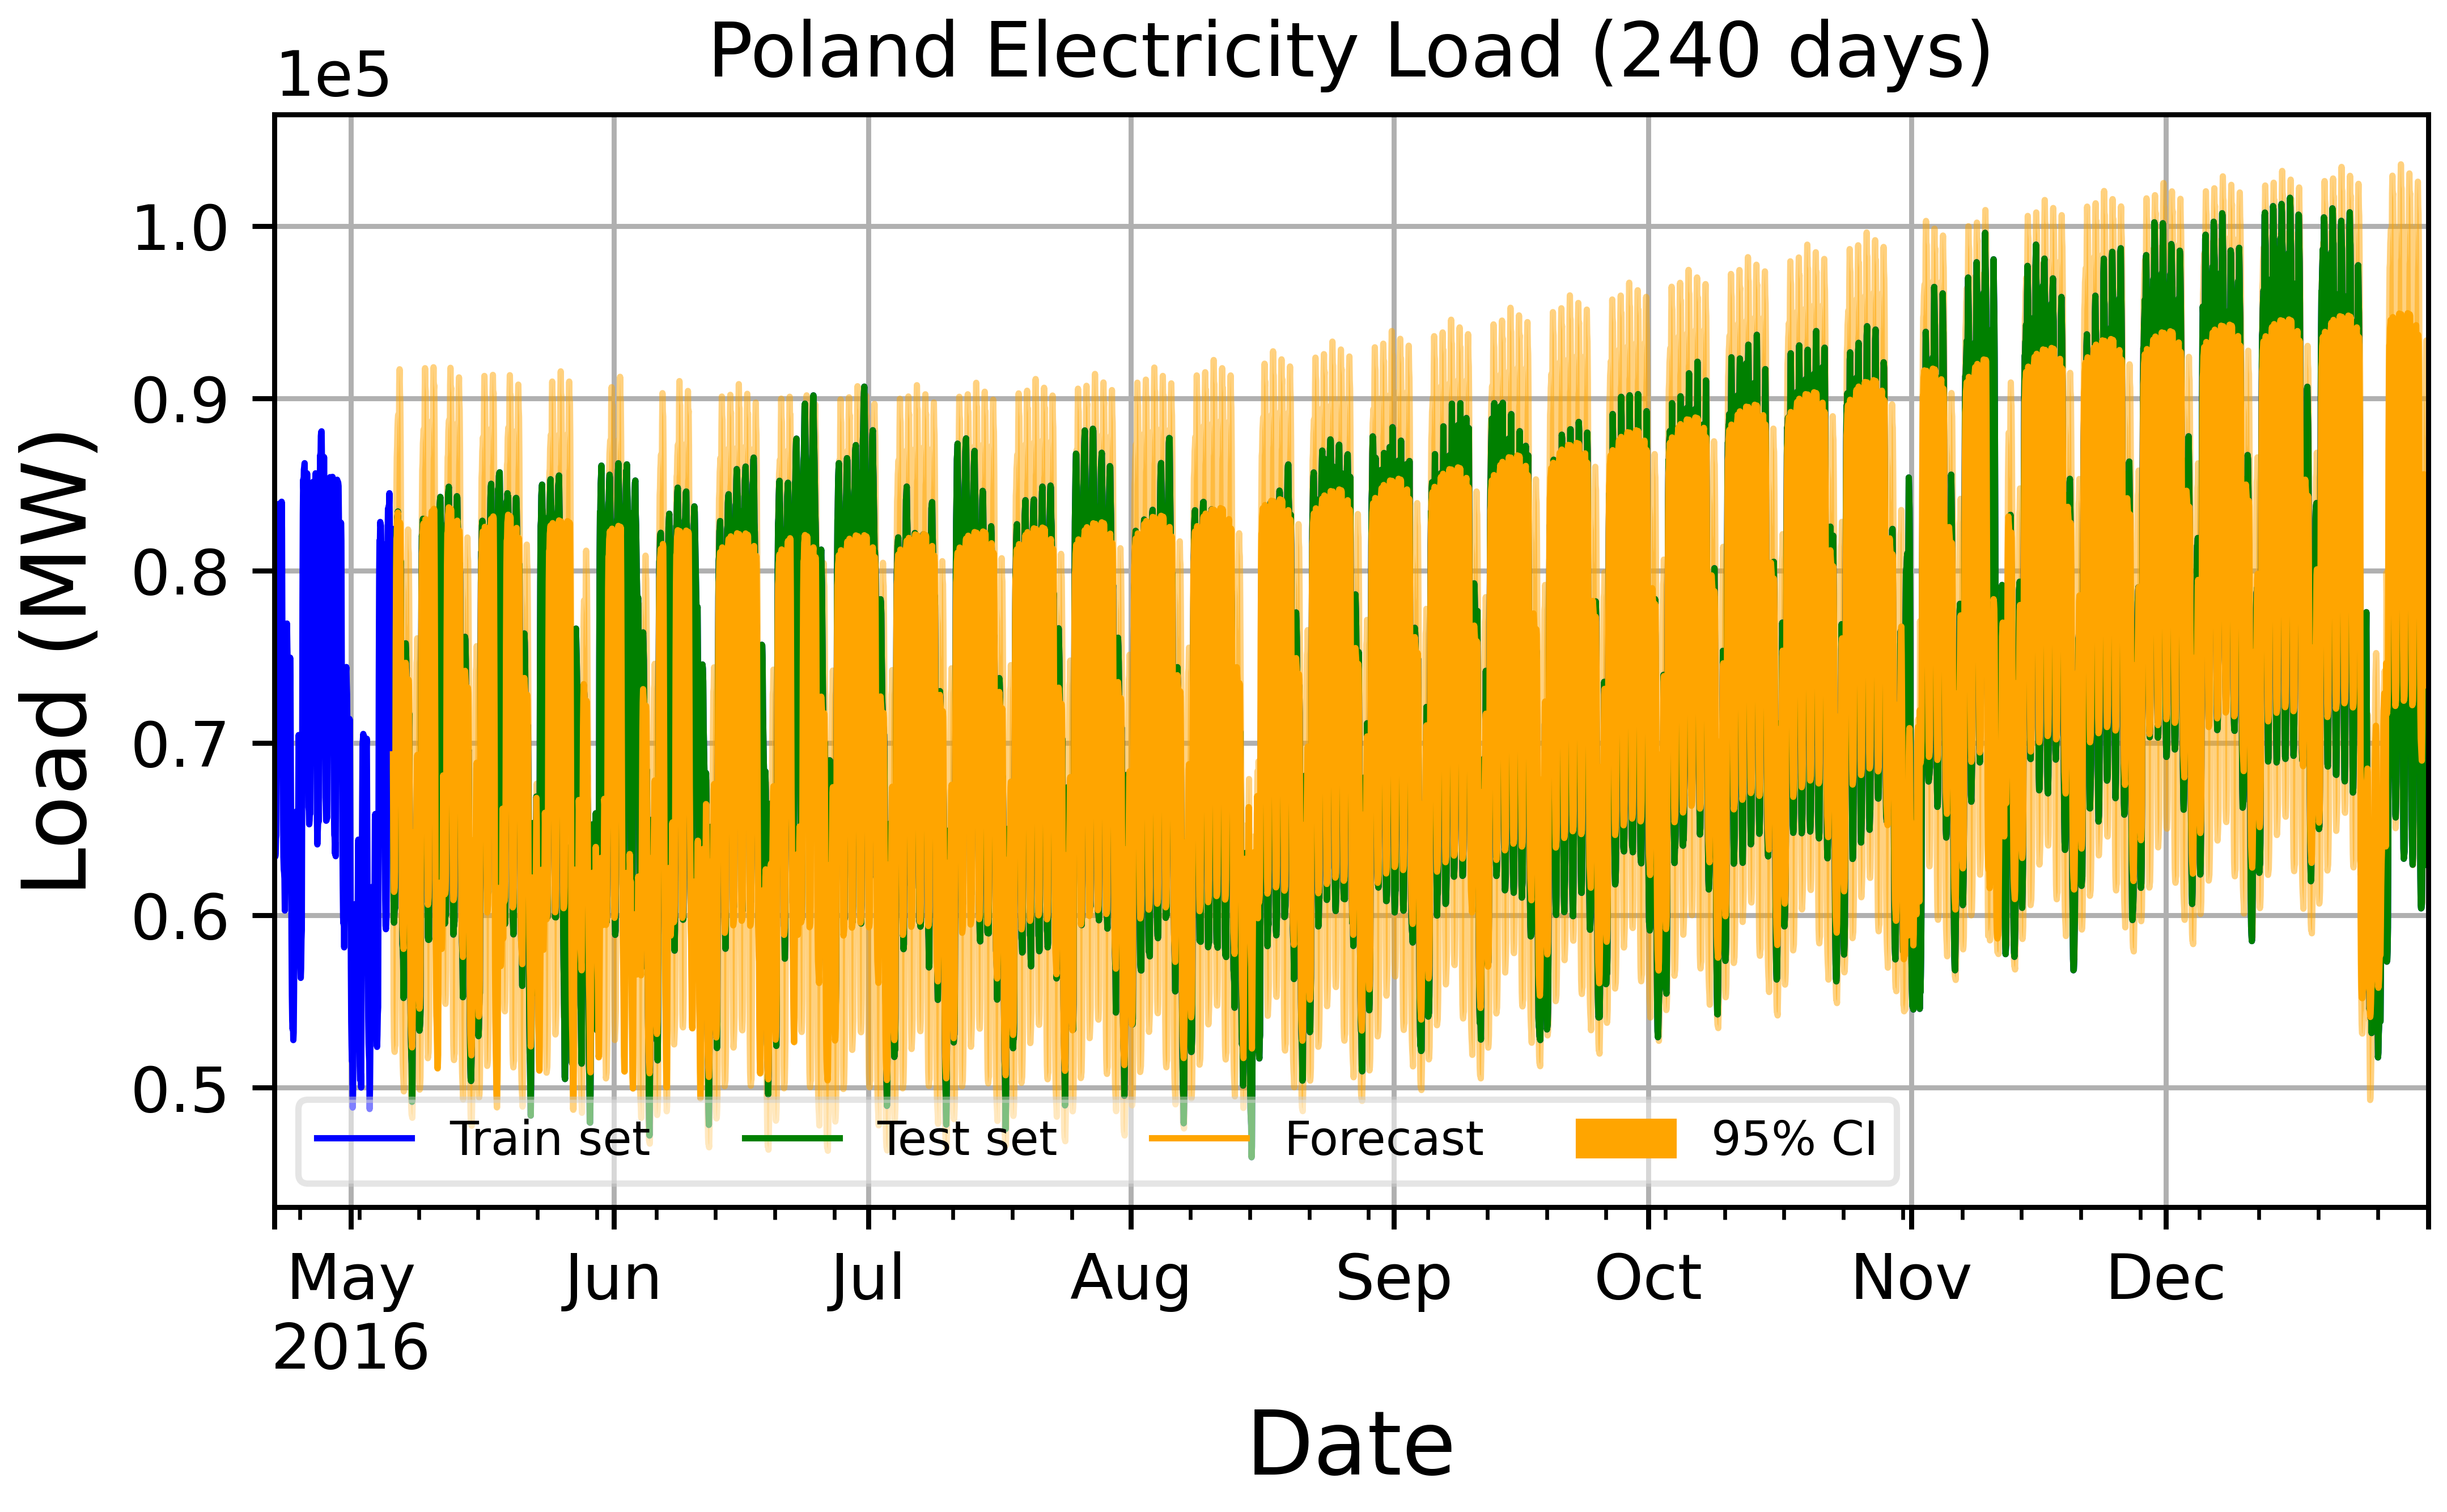 Poland Electricity Load (240 days)
1e5
Load (MW)
1.0
0.9
0.8
0.7
0.6
0.5
Train set
Test set
Forecast
95% CI
May
2016
Jun
Jul
Aug
Sep
Oct
Nov
Dec
Date